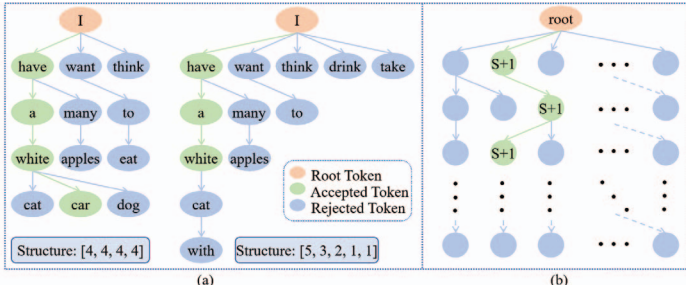 I I root
have want think have want think drink take S+1
a many to a many to S+1
white apples eat white apples S+1
Root Token
Accepted Token
Rejected Token
cat car dog cat
Structure: [4, 4, 4, 4] with Structure: [5, 3, 2, 1, 1]
(a) (b)